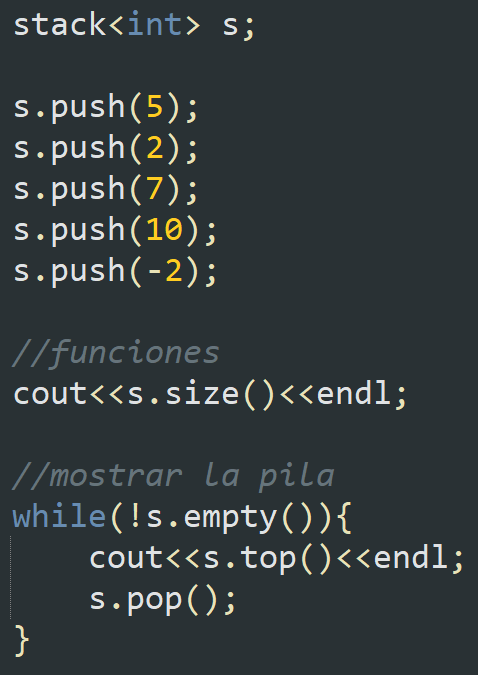 stack<int> s;
s.push(5);
s.push(2);
s.push(7);
s.push(10);
s.push(-2);
//funciones
cout<<s.size()<<endl;
//mostrar la pila
while(!s.empty()){
    cout<<s.top()<<endl;
    s.pop();
}